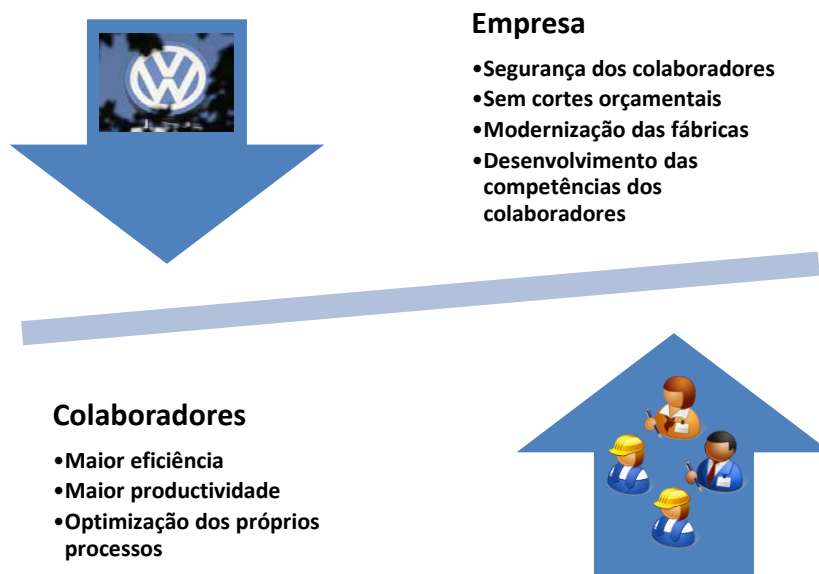 Empresa
•Segurança dos colaboradores
•Sem cortes orçamentais
•Modernização das fábricas
•Desenvolvimento das
competências dos
colaboradores
Colaboradores
•Maior eficiência
•Maior productividade
•Optimização dos próprios
processos